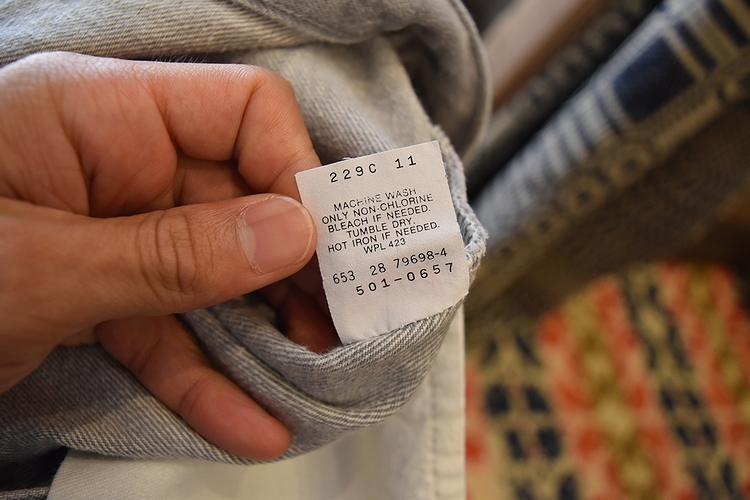 229C 11
MACHINE WASH
ONLY NON-CHLORINE
BLEACH IF NEEDED.
TUMBLE DRY.
HOT IRON IF NEEDED.
WPL 423
653 28 79698-4
501-0657